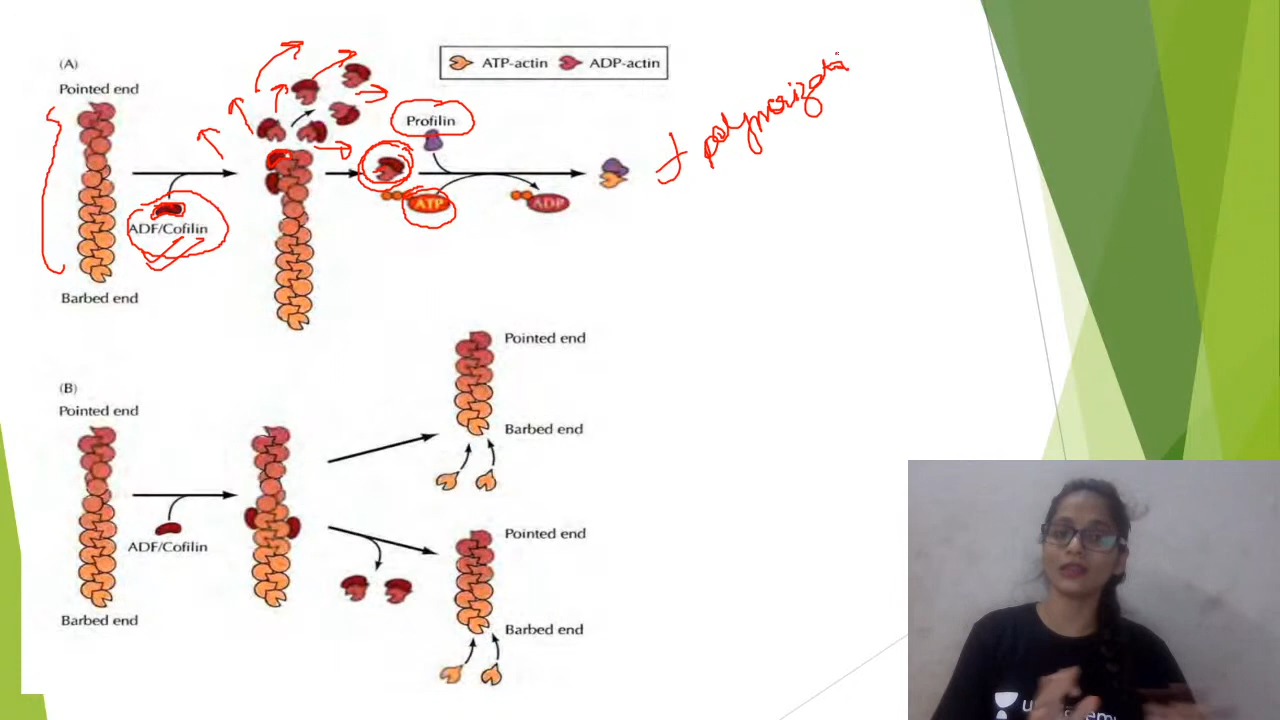 (A)
Pointed end
ATP-actin ADP-actin
Profilin
polymerizati
ATP
ADP
ADF/Cofilin
Barbed end
(B)
Pointed end
Pointed end
Barbed end
ADF/Cofilin
Pointed end
Barbed end
Barbed end